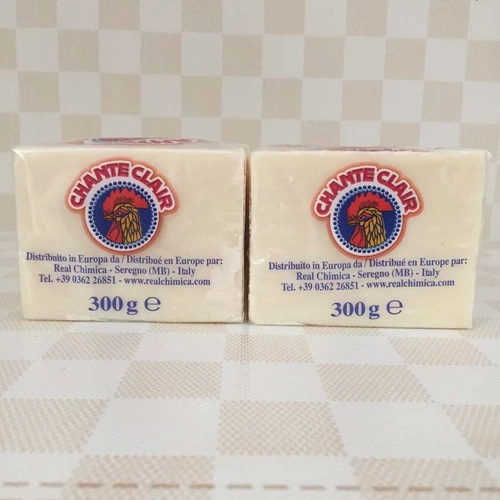 CHANTE CLAIR
Distribuito in Europa da / Distribué en Europe par:
Real Chimica - Seregno (MB) - Italy
Tel. +39 0362 26851 - www.realchimica.com
300 g ℮
CHANTE CLAIR
Distribuito in Europa da / Distribué en Europe par:
Real Chimica - Seregno (MB) - Italy
Tel. +39 0362 26851 - www.realchimica.com
300 g ℮